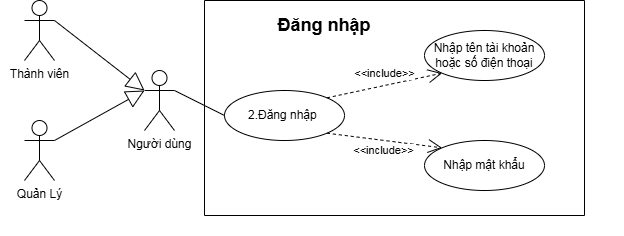 Đăng nhập
Thành viên
Quản Lý
Người dùng
2.Đăng nhập
<<include>>
Nhập tên tài khoản
hoặc số điện thoại
<<include>>
Nhập mật khẩu